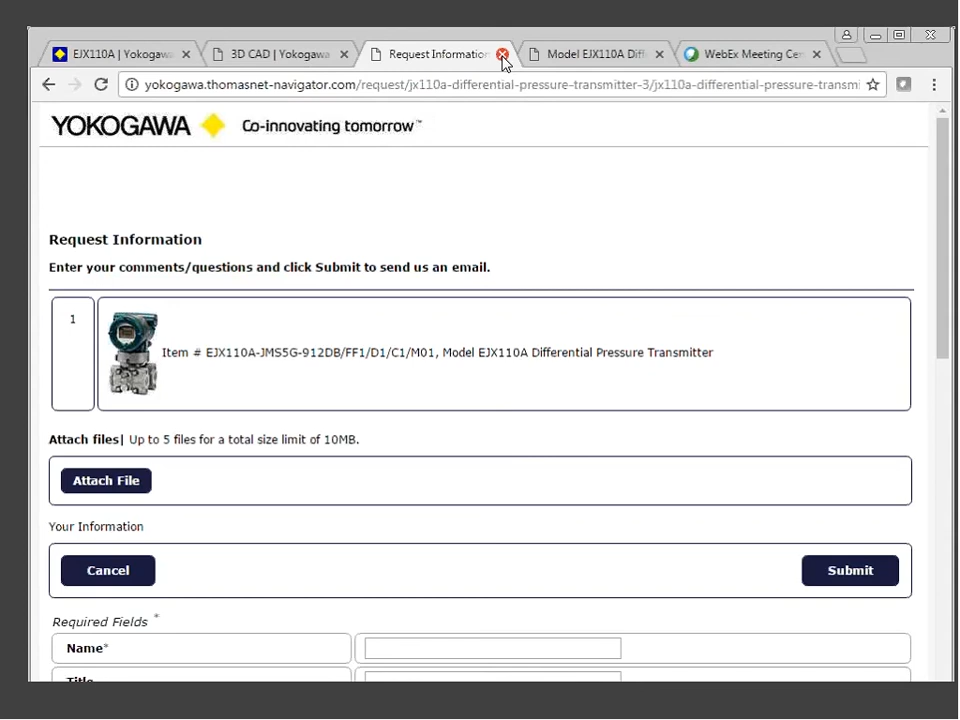 EJX110A | Yokogaw
3D CAD | Yokogawa
Request Information
Model EJX110A Diff
WebEx Meeting Cen
yokogawa.thomasnet-navigator.com/request/jx110a-differential-pressure-transmitter-3/jx110a-differential-pressure-transm
YOKOGAWA
Co-innovating tomorrow™
Request Information
Enter your comments/questions and click Submit to send us an email.
1
Item # EJX110A-JMS5G-912DB/FF1/D1/C1/M01, Model EJX110A Differential Pressure Transmitter
Attach files| Up to 5 files for a total size limit of 10MB.
Attach File
Your Information
Cancel
Submit
Required Fields *
Name*
Title